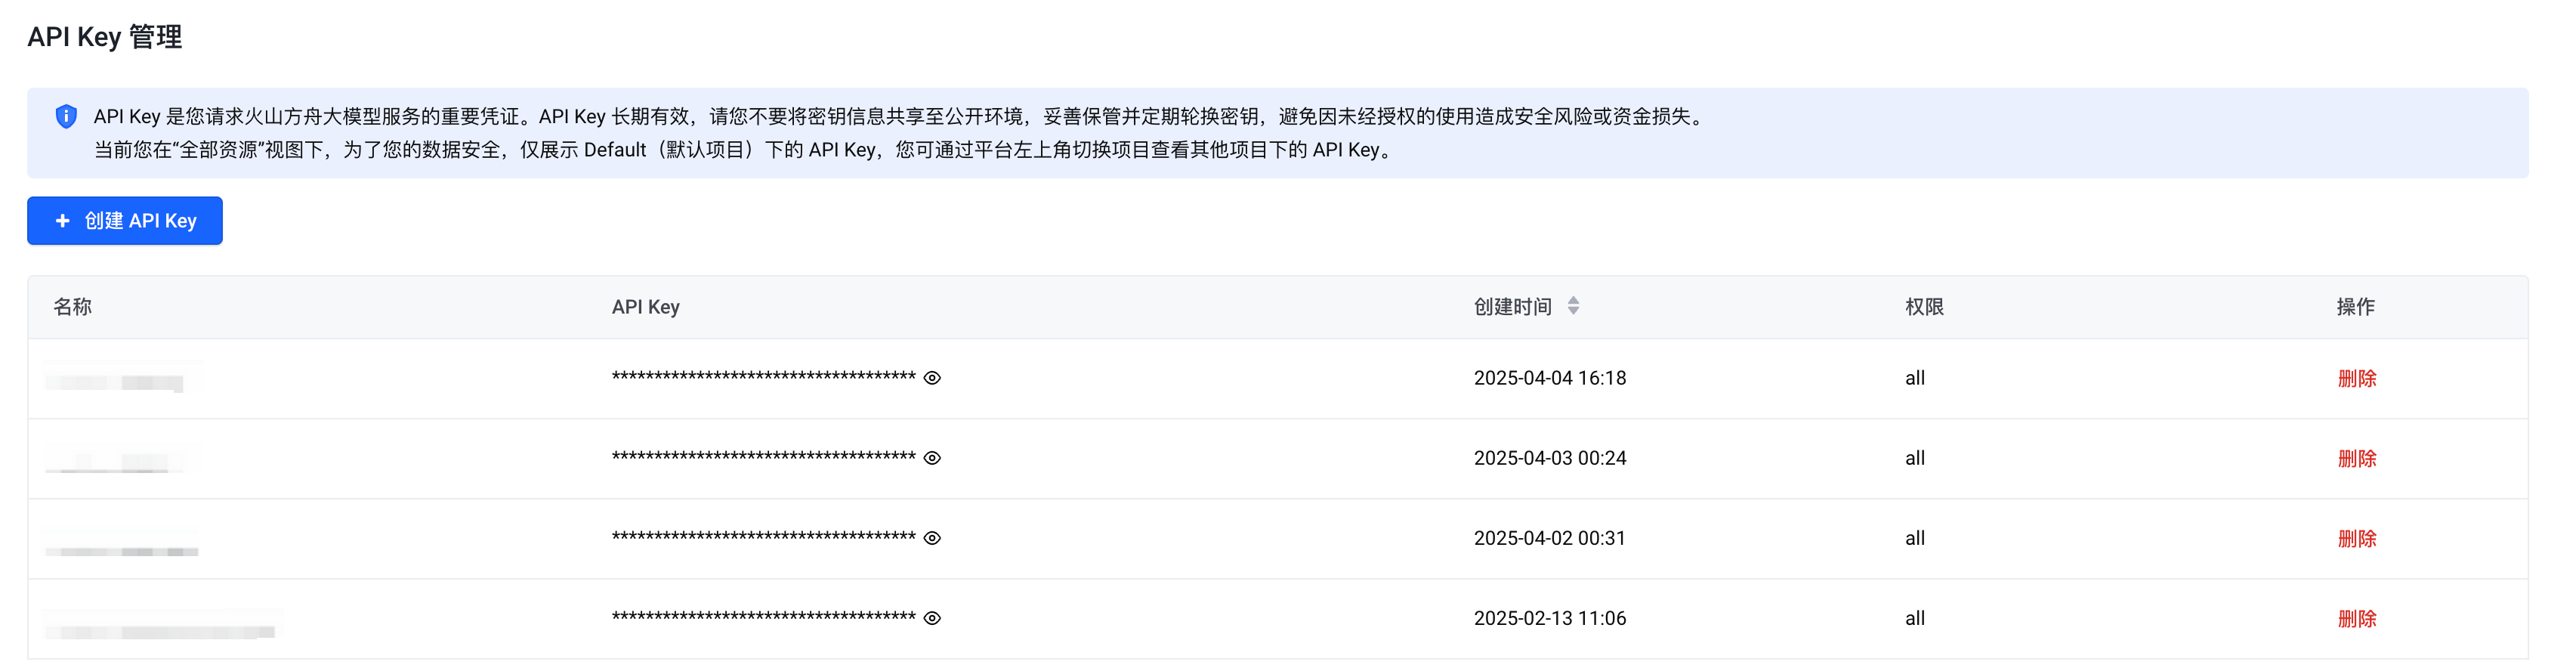 API Key 管理
API Key 是您请求火山方舟大模型服务的重要凭证。API Key 长期有效，请您不要将密钥信息共享至公开环境，妥善保管并定期轮换密钥，避免因未经授权的使用造成安全风险或资金损失。
当前您在“全部资源”视图下，为了您的数据安全，仅展示 Default（默认项目）下的 API Key，您可通过平台左上角切换项目查看其他项目下的 API Key。
+ 创建 API Key
名称 API Key 创建时间 权限 操作
************************************ 2025-04-04 16:18 all 删除
************************************ 2025-04-03 00:24 all 删除
************************************ 2025-04-02 00:31 all 删除
************************************ 2025-02-13 11:06 all 删除